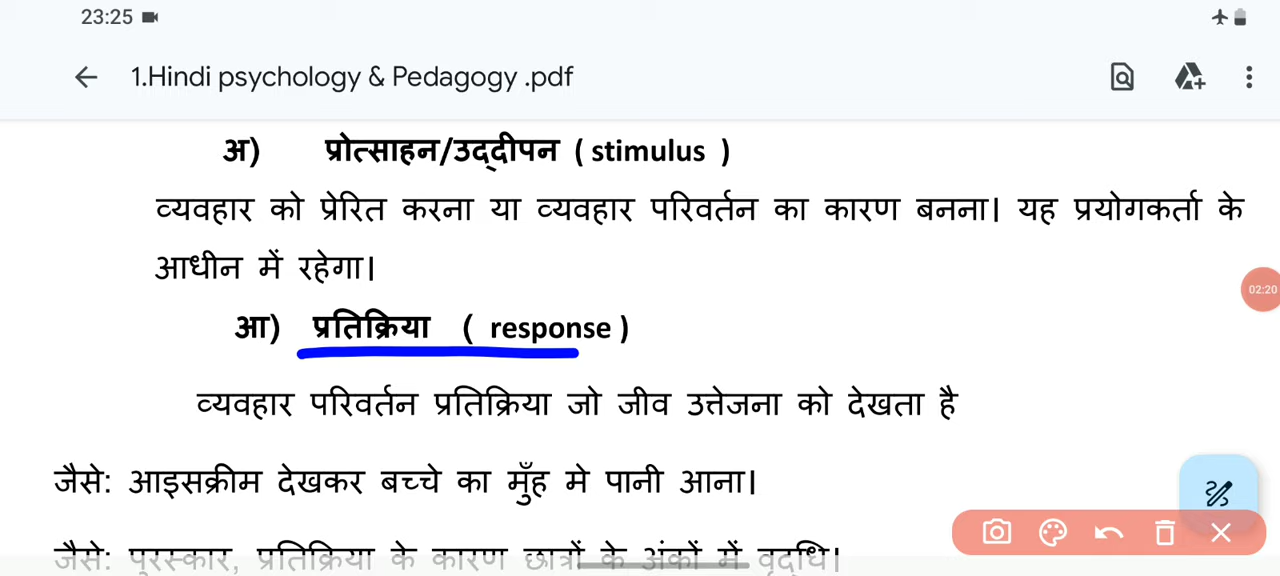 23:25
1.Hindi psychology & Pedagogy .pdf
अ) प्रोत्साहन/उद्दीपन ( stimulus )
व्यवहार को प्रेरित करना या व्यवहार परिवर्तन का कारण बनना। यह प्रयोगकर्ता के
आधीन में रहेगा।
02:20
आ) प्रतिक्रिया ( response )
व्यवहार परिवर्तन प्रतिक्रिया जो जीव उत्तेजना को देखता है
जैसे: आइसक्रीम देखकर बच्चे का मुँह मे पानी आना।
जैसे: पुरस्कार, प्रतिक्रिया के कारण छात्रों के अंकों में वृद्धि।